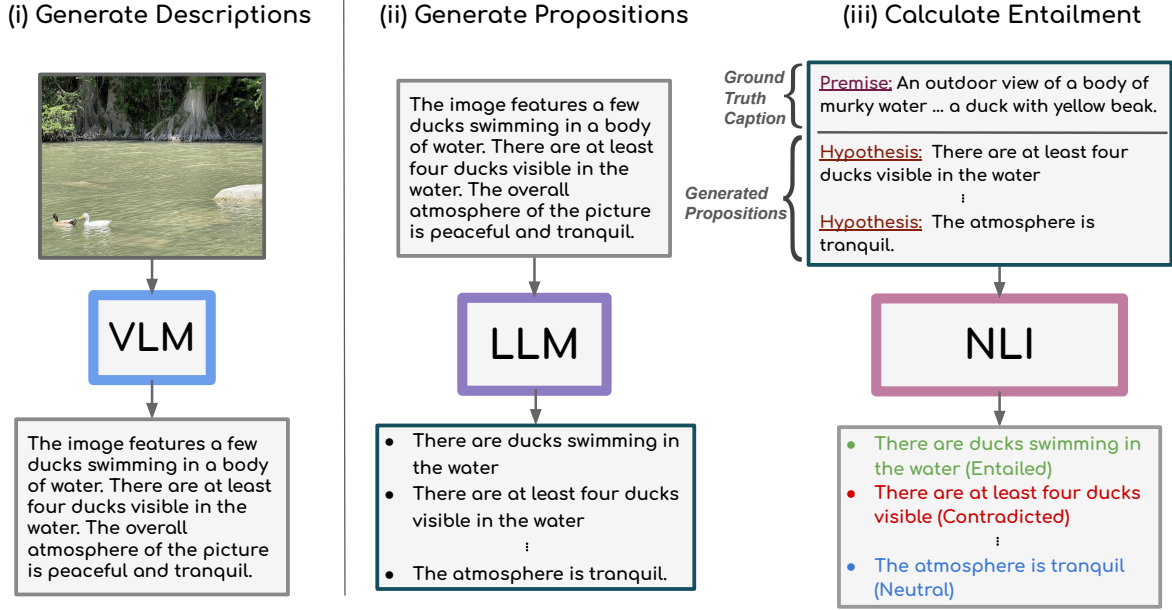 (i) Generate Descriptions
VLM
The image features a few
ducks swimming in a body
of water. There are at least
four ducks visible in the
water. The overall
atmosphere of the picture
is peaceful and tranquil.
(ii) Generate Propositions
The image features a few
ducks swimming in a body
of water. There are at least
four ducks visible in the
water. The overall
atmosphere of the picture
is peaceful and tranquil.
LLM
• There are ducks swimming in
the water
• There are at least four ducks
visible in the water
⋮
• The atmosphere is tranquil.
(iii) Calculate Entailment
Ground
Truth
Caption
Premise: An outdoor view of a body of
murky water ... a duck with yellow beak.
Generated
Propositions
Hypothesis: There are at least four
ducks visible in the water
⋮
Hypothesis: The atmosphere is
tranquil.
NLI
• There are ducks swimming in
the water (Entailed)
• There are at least four ducks
visible (Contradicted)
⋮
• The atmosphere is tranquil
(Neutral)